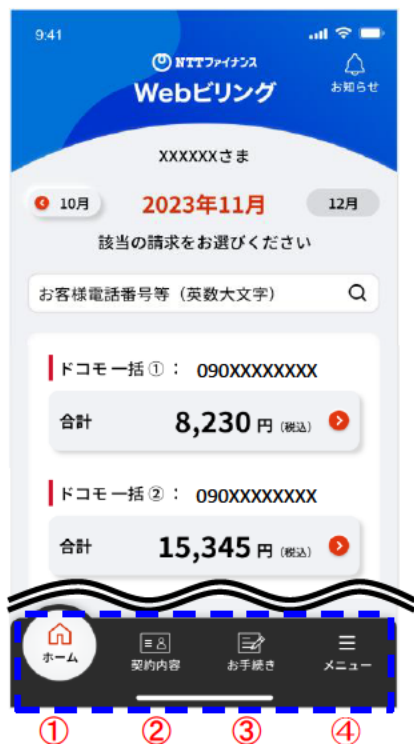 9:41
NTTファイナンス
Webビリング
お知らせ
XXXXXXさま
10月
2023年11月
12月
該当の請求をお選びください
お客様電話番号等（英数大文字）
ドコモ一括①： 090XXXXXXXX
合計 8,230 円 (税込)
ドコモ一括②： 090XXXXXXXX
合計 15,345 円 (税込)
ホーム
契約内容
お手続き
メニュー
① ② ③ ④